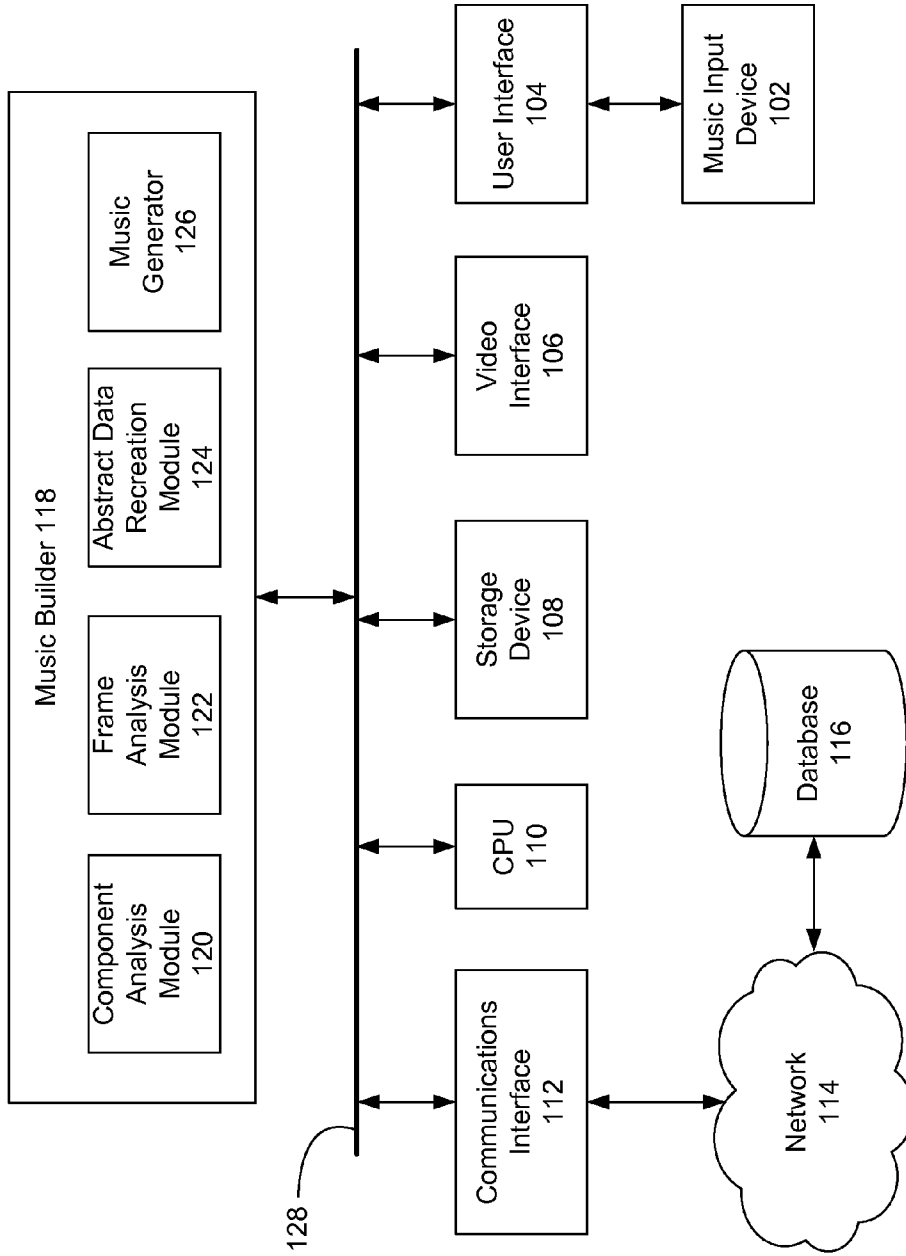 Music Builder 118
Component
Analysis
Module
120
Frame
Analysis
Module
122
Abstract Data
Recreation
Module
124
Music
Generator
126
128
Communications
Interface
112
CPU
110
Storage
Device
108
Video
Interface
106
User Interface
104
Network
114
Database
116
Music Input
Device
102